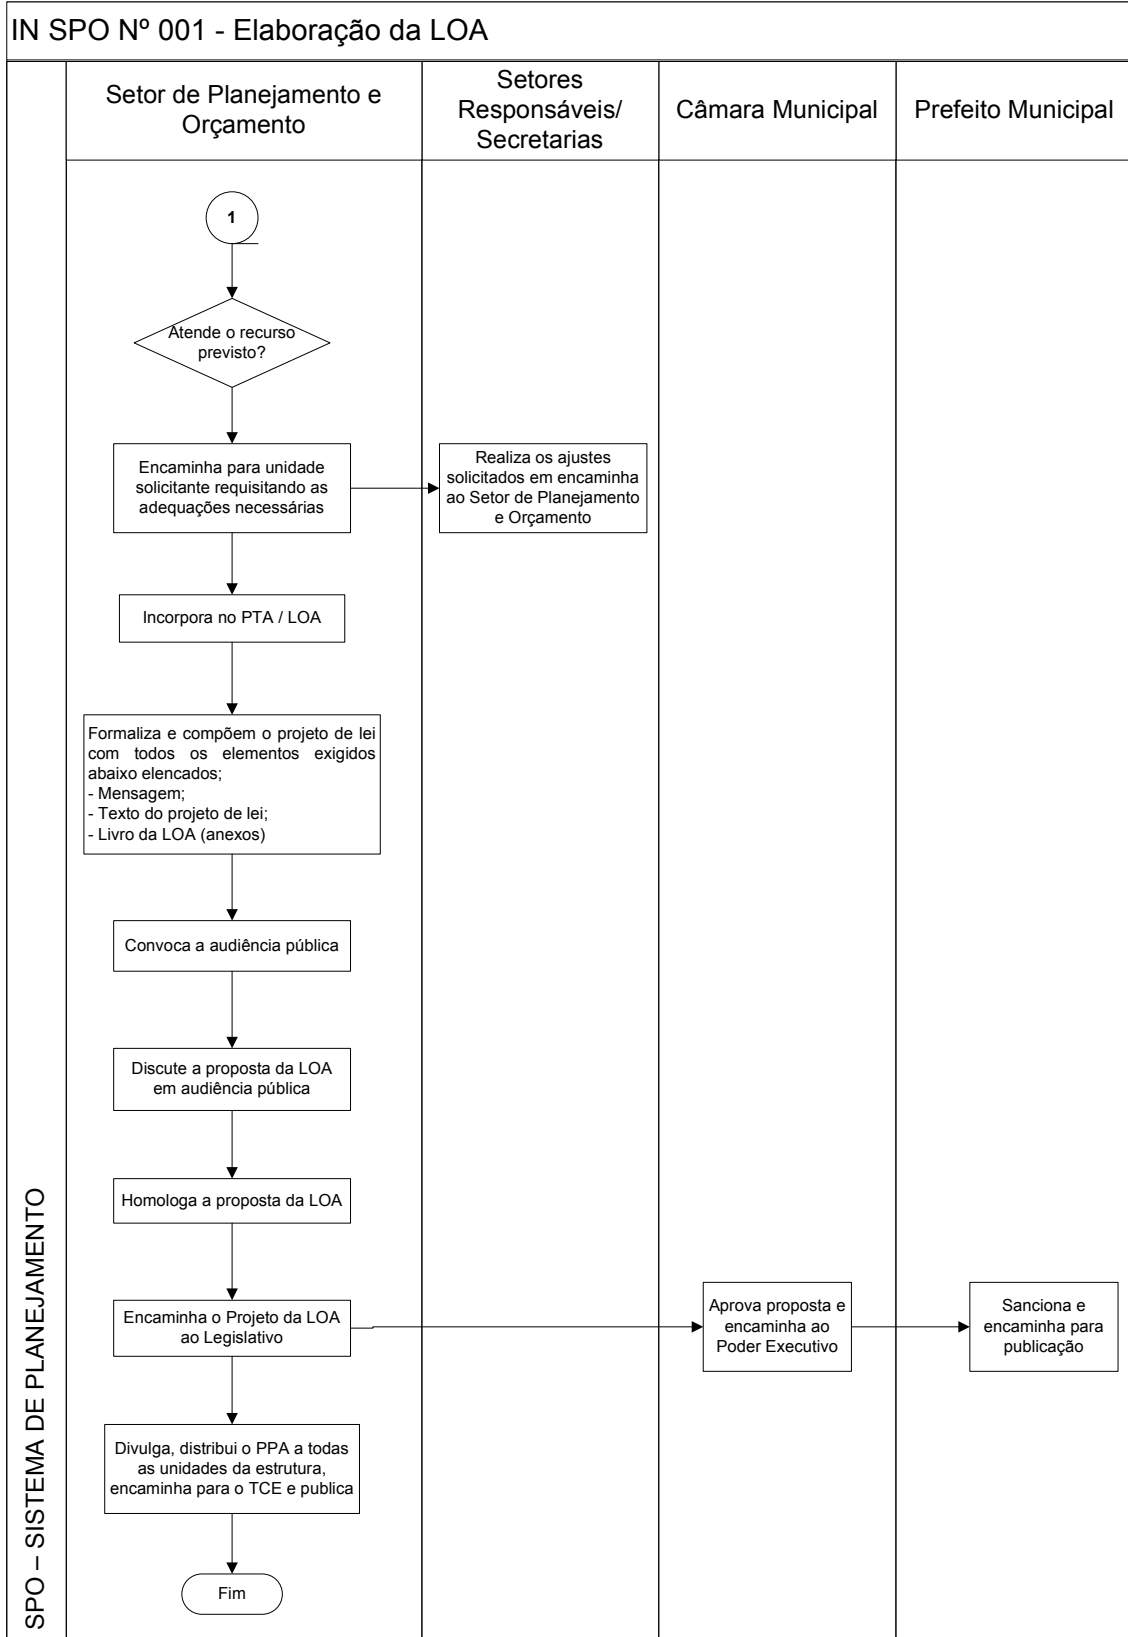 IN SPO Nº 001 - Elaboração da LOA
Setor de Planejamento e
Orçamento
Setores
Responsáveis/
Secretarias
Câmara Municipal
Prefeito Municipal
1
Atende o recurso
previsto?
Encaminha para unidade
solicitante requisitando as
adequações necessárias
Realiza os ajustes
solicitados em encaminha
ao Setor de Planejamento
e Orçamento
Incorpora no PTA / LOA
Formaliza e compõem o projeto de lei
com todos os elementos exigidos
abaixo elencados;
- Mensagem;
- Texto do projeto de lei;
- Livro da LOA (anexos)
Convoca a audiência pública
Discute a proposta da LOA
em audiência pública
Homologa a proposta da LOA
Encaminha o Projeto da LOA
ao Legislativo
Aprova proposta e
encaminha ao
Poder Executivo
Sanciona e
encaminha para
publicação
Divulga, distribui o PPA a todas
as unidades da estrutura,
encaminha para o TCE e publica
Fim
SPO – SISTEMA DE PLANEJAMENTO